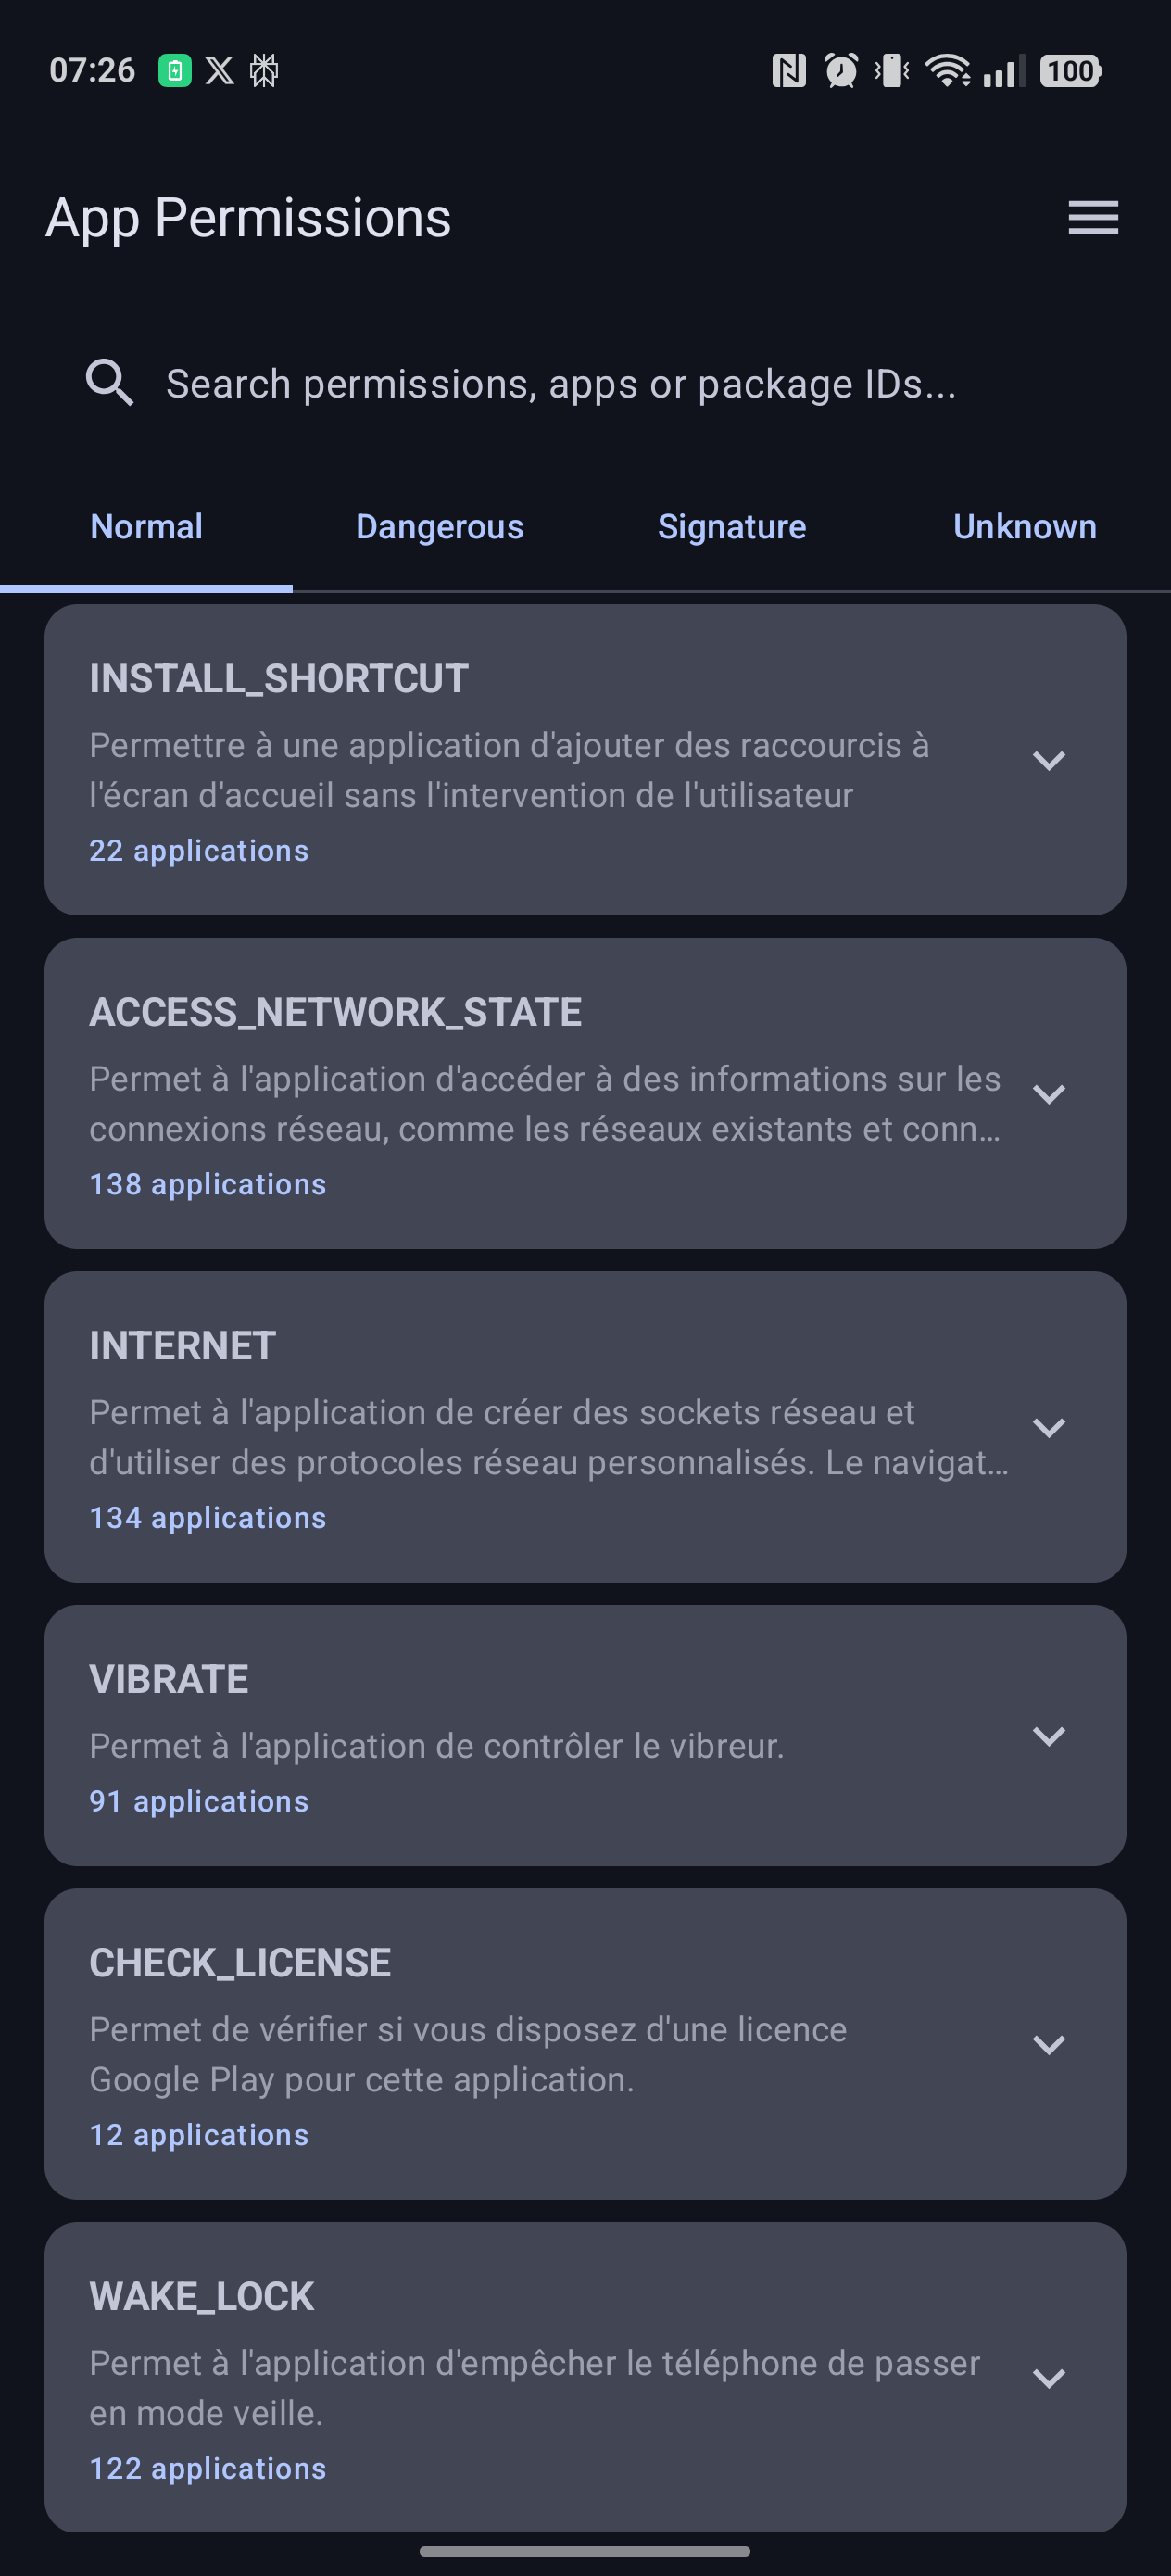 07:26
100
App Permissions
Search permissions, apps or package IDs...
Normal
Dangerous
Signature
Unknown
INSTALL_SHORTCUT
Permettre à une application d'ajouter des raccourcis à
l'écran d'accueil sans l'intervention de l'utilisateur
22 applications
ACCESS_NETWORK_STATE
Permet à l'application d'accéder à des informations sur les
connexions réseau, comme les réseaux existants et conn...
138 applications
INTERNET
Permet à l'application de créer des sockets réseau et
d'utiliser des protocoles réseau personnalisés. Le navigat...
134 applications
VIBRATE
Permet à l'application de contrôler le vibreur.
91 applications
CHECK_LICENSE
Permet de vérifier si vous disposez d'une licence
Google Play pour cette application.
12 applications
WAKE_LOCK
Permet à l'application d'empêcher le téléphone de passer
en mode veille.
122 applications